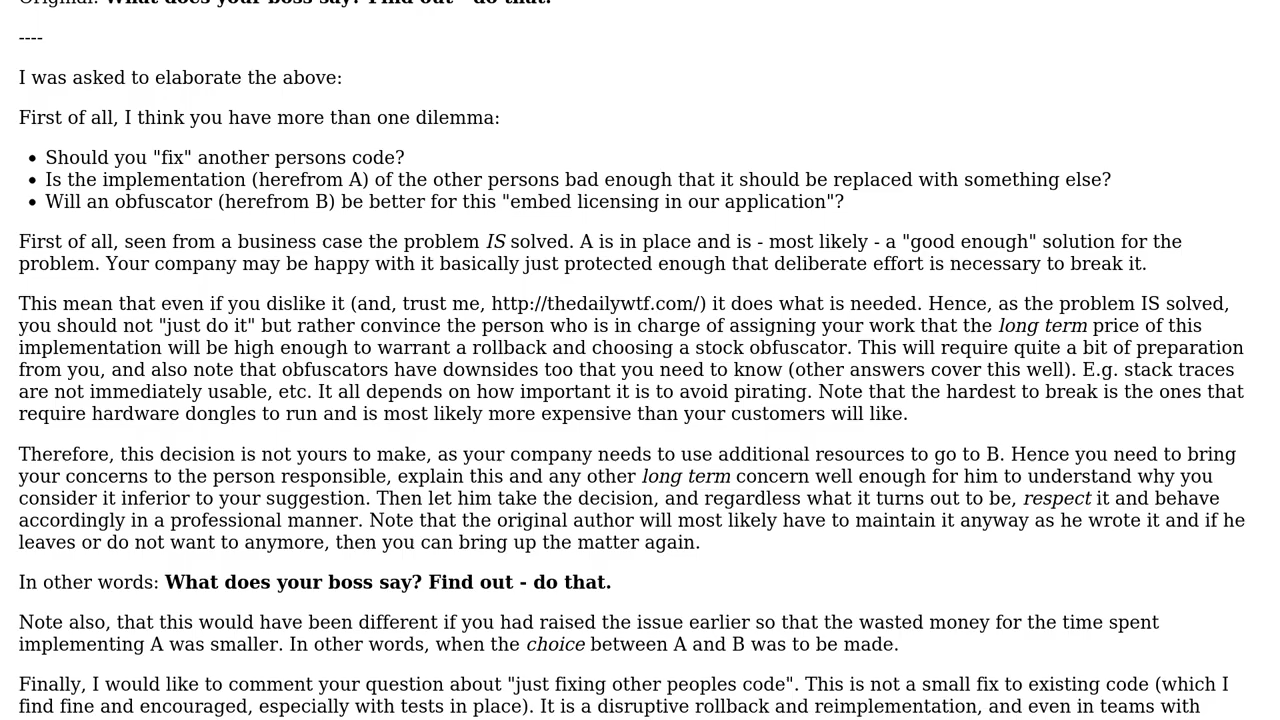 Original: What does your boss say? Find out - do that.
----
I was asked to elaborate the above:
First of all, I think you have more than one dilemma:
• Should you "fix" another persons code?
• Is the implementation (herefrom A) of the other persons bad enough that it should be replaced with something else?
• Will an obfuscator (herefrom B) be better for this "embed licensing in our application"?
First of all, seen from a business case the problem IS solved. A is in place and is - most likely - a "good enough" solution for the
problem. Your company may be happy with it basically just protected enough that deliberate effort is necessary to break it.
This mean that even if you dislike it (and, trust me, http://thedailywtf.com/) it does what is needed. Hence, as the problem IS solved,
you should not "just do it" but rather convince the person who is in charge of assigning your work that the long term price of this
implementation will be high enough to warrant a rollback and choosing a stock obfuscator. This will require quite a bit of preparation
from you, and also note that obfuscators have downsides too that you need to know (other answers cover this well). E.g. stack traces
are not immediately usable, etc. It all depends on how important it is to avoid pirating. Note that the hardest to break is the ones that
require hardware dongles to run and is most likely more expensive than your customers will like.
Therefore, this decision is not yours to make, as your company needs to use additional resources to go to B. Hence you need to bring
your concerns to the person responsible, explain this and any other long term concern well enough for him to understand why you
consider it inferior to your suggestion. Then let him take the decision, and regardless what it turns out to be, respect it and behave
accordingly in a professional manner. Note that the original author will most likely have to maintain it anyway as he wrote it and if he
leaves or do not want to anymore, then you can bring up the matter again.
In other words: What does your boss say? Find out - do that.
Note also, that this would have been different if you had raised the issue earlier so that the wasted money for the time spent
implementing A was smaller. In other words, when the choice between A and B was to be made.
Finally, I would like to comment your question about "just fixing other peoples code". This is not a small fix to existing code (which I
find fine and encouraged, especially with tests in place). It is a disruptive rollback and reimplementation, and even in teams with